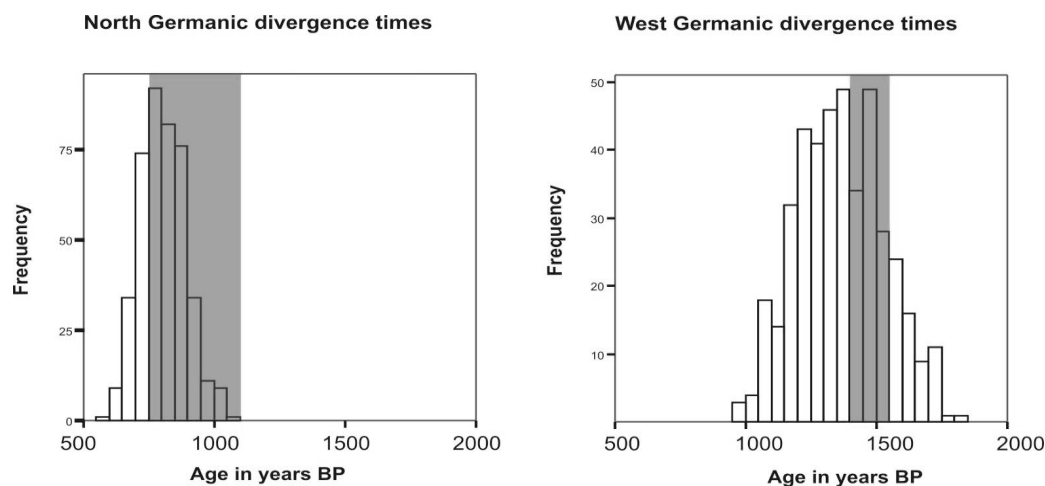 North Germanic divergence times
75
50
25
0
Frequency
500 1000 1500 2000
Age in years BP
West Germanic divergence times
50
40
30
20
10
Frequency
500 1000 1500 2000
Age in years BP